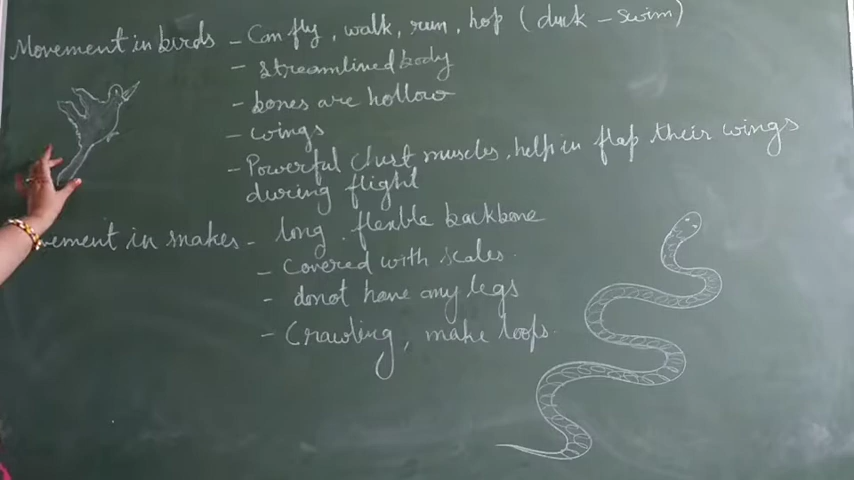 Movement in birds - Can fly, walk, run, hop (duck - swim)
- streamlined body
- bones are hollow
- wings
- Powerful chest muscles, help in flap their wings
during flight
vement in snakes - long. flexible backbone
- Covered with scales.
- donot have any legs
- Crawling, make loops.